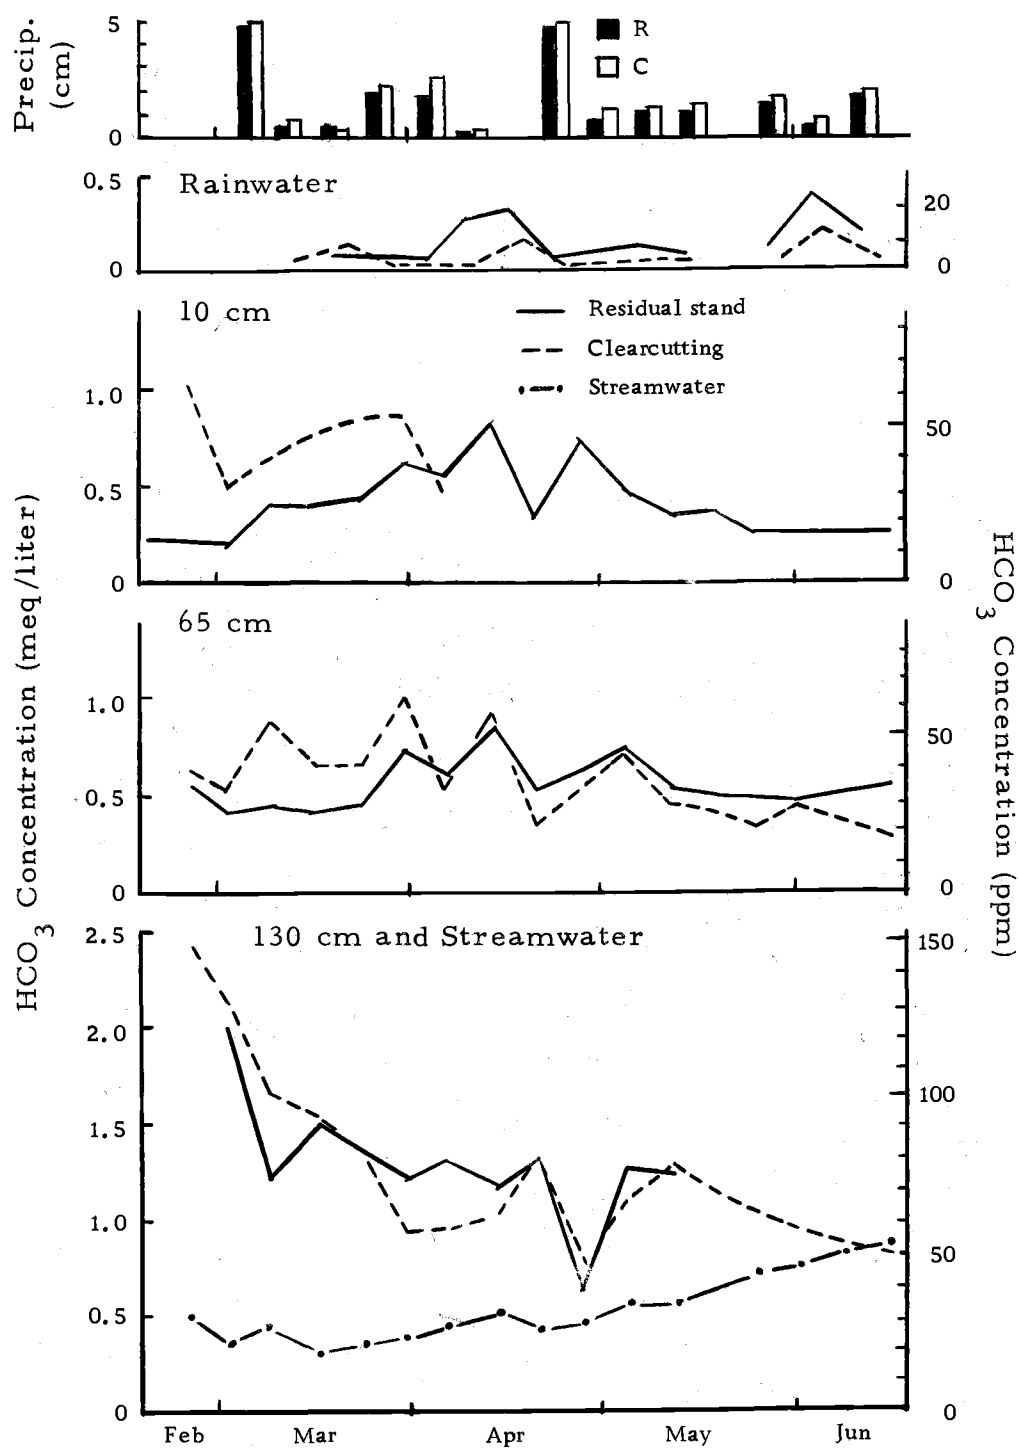 Precip.
(cm)
5
0
R
C
Rainwater
0.5
0
20
0
10 cm
Residual stand
Clearcutting
Streamwater
1.0
0.5
0
50
0
65 cm
1.0
0.5
0
50
0
130 cm and Streamwater
2.5
2.0
1.5
1.0
0.5
0
150
100
50
0
HCO3 Concentration (meq/liter)
HCO3 Concentration (ppm)
Feb Mar Apr May Jun